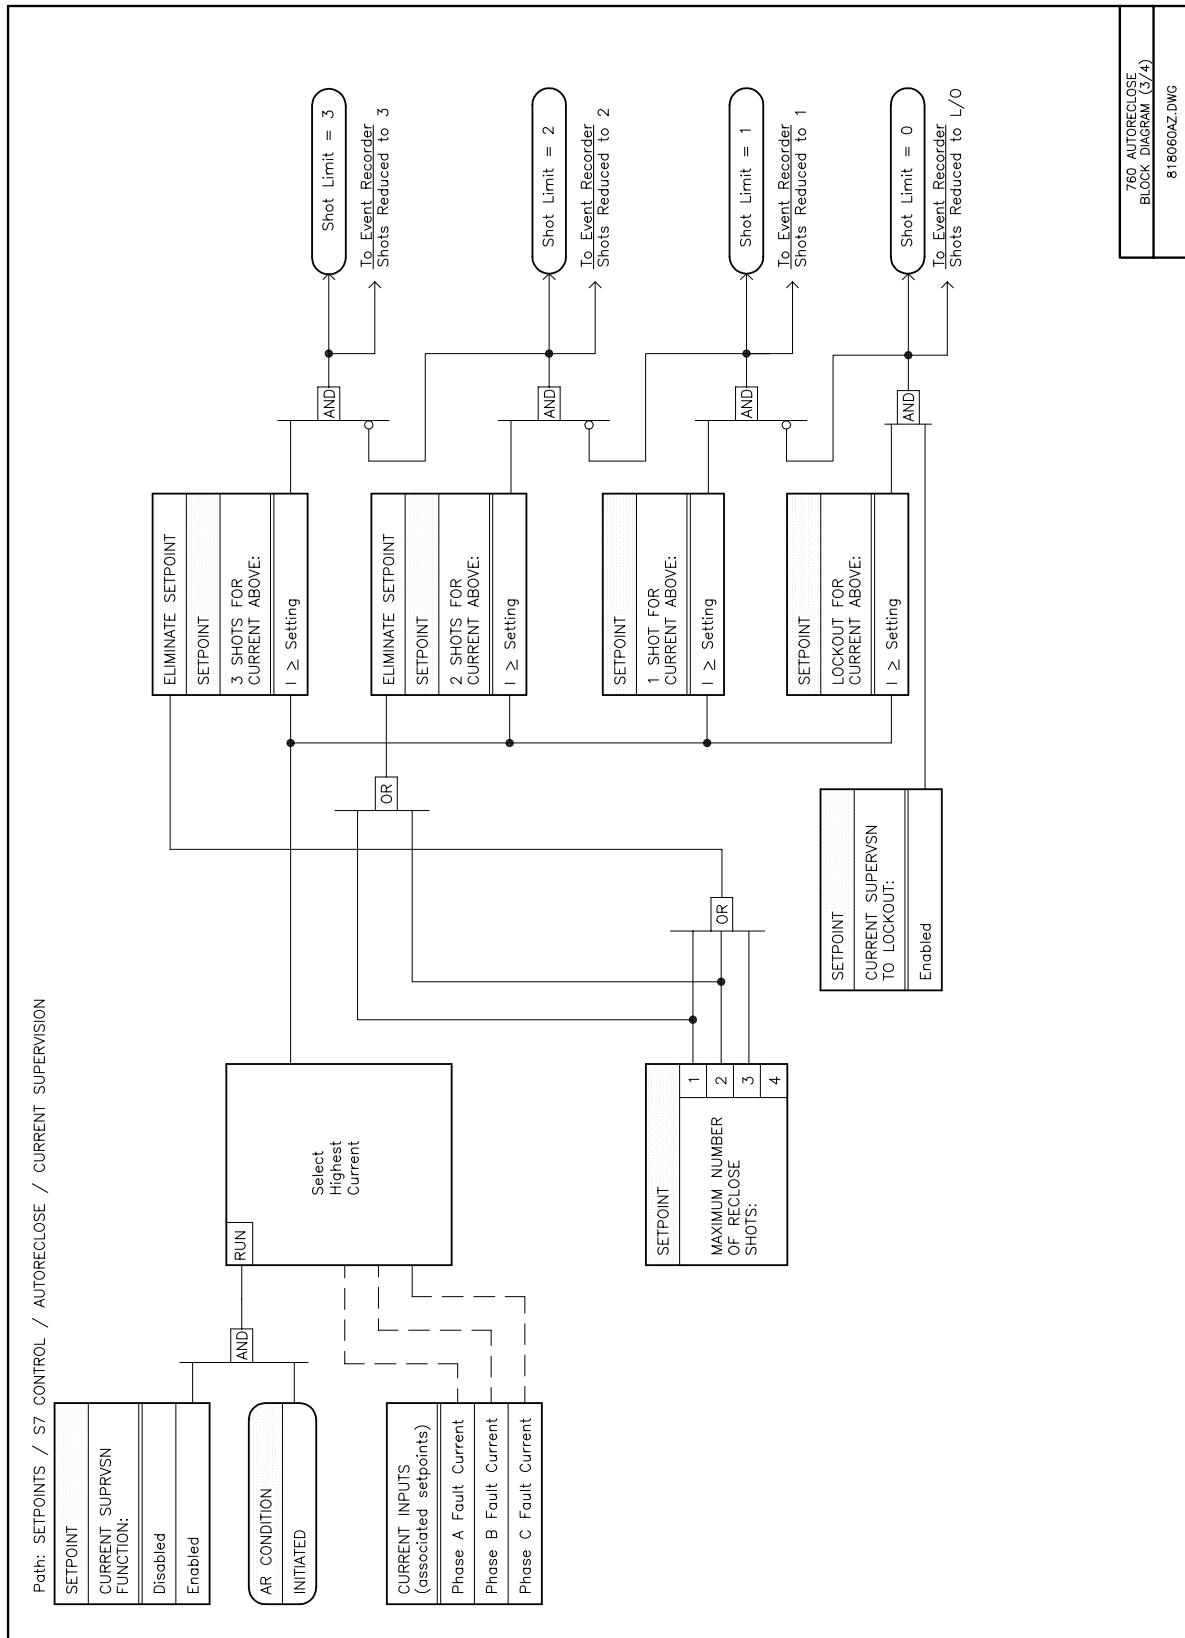 Path: SETPOINTS / S7 CONTROL / AUTORECLOSE / CURRENT SUPERVISION
SETPOINT
CURRENT SUPRVSN
FUNCTION:
Disabled
Enabled
AR CONDITION
INITIATED
CURRENT INPUTS
(associated setpoints)
Phase A Fault Current
Phase B Fault Current
Phase C Fault Current
AND
RUN
Select
Highest
Current
SETPOINT
MAXIMUM NUMBER
OF RECLOSE
SHOTS:
1
2
3
4
OR
OR
SETPOINT
CURRENT SUPERVSN
TO LOCKOUT:
Enabled
ELIMINATE SETPOINT
SETPOINT
3 SHOTS FOR
CURRENT ABOVE:
I ≥ Setting
ELIMINATE SETPOINT
SETPOINT
2 SHOTS FOR
CURRENT ABOVE:
I ≥ Setting
SETPOINT
1 SHOT FOR
CURRENT ABOVE:
I ≥ Setting
SETPOINT
LOCKOUT FOR
CURRENT ABOVE:
I ≥ Setting
AND
AND
AND
AND
Shot Limit = 3
To Event Recorder
Shots Reduced to 3
Shot Limit = 2
To Event Recorder
Shots Reduced to 2
Shot Limit = 1
To Event Recorder
Shots Reduced to 1
Shot Limit = 0
To Event Recorder
Shots Reduced to L/O
760 AUTORECLOSE
BLOCK DIAGRAM (3/4)
818060AZ.DWG